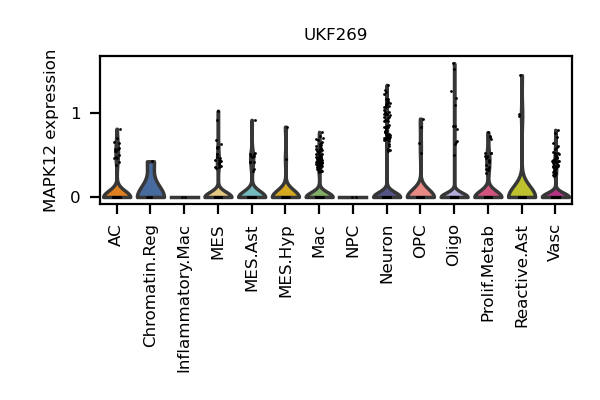 UKF269
MAPK12 expression
1
0
AC
Chromatin.Reg
Inflammatory.Mac
MES
MES.Ast
MES.Hyp
Mac
NPC
Neuron
OPC
Oligo
Prolif.Metab
Reactive.Ast
Vasc